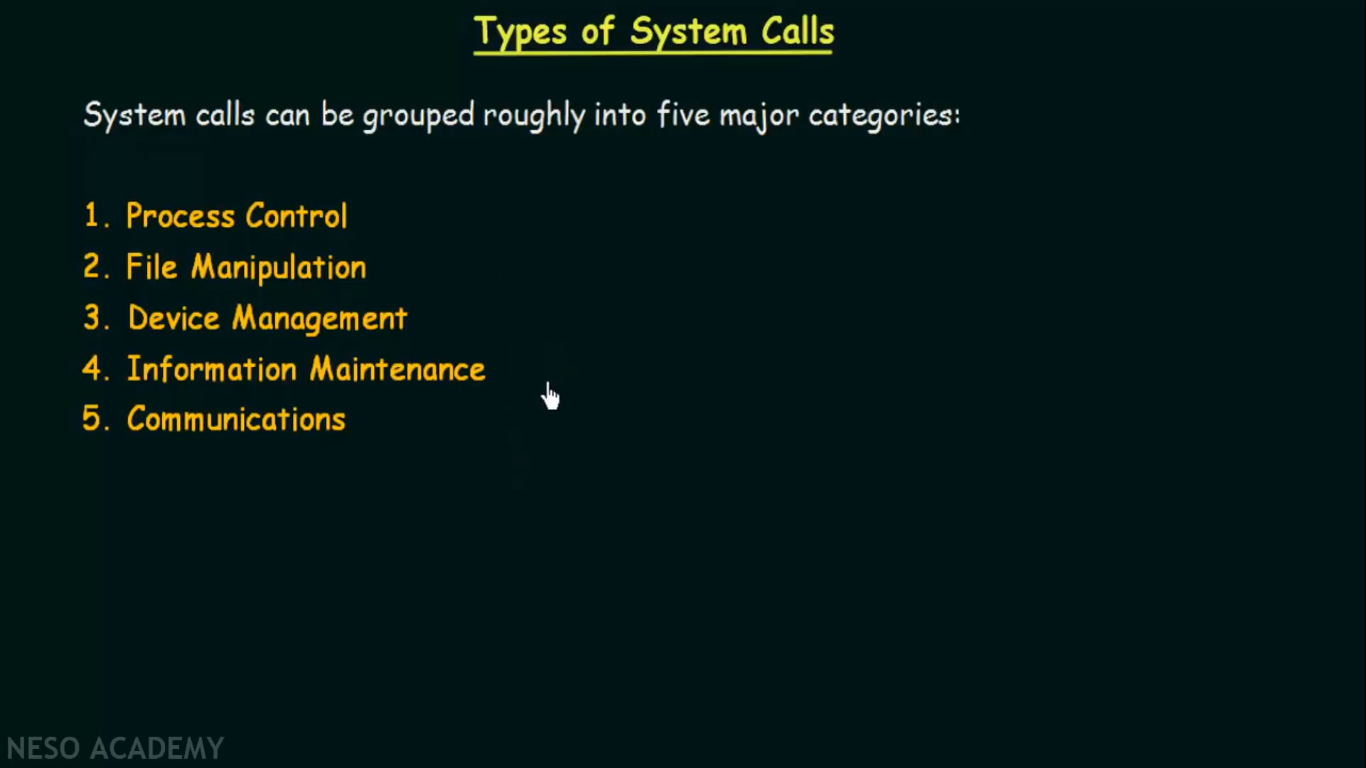 Types of System Calls
System calls can be grouped roughly into five major categories:
1. Process Control
2. File Manipulation
3. Device Management
4. Information Maintenance
5. Communications
NESO ACADEMY